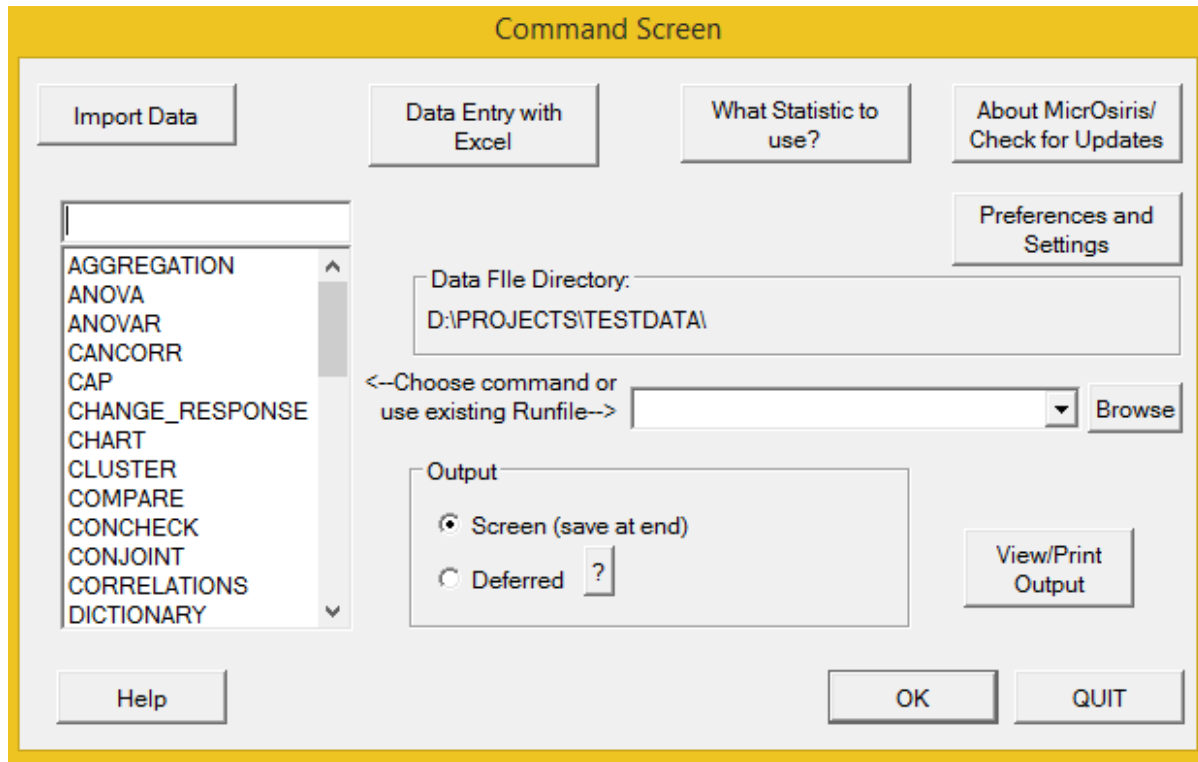 Command Screen
Import Data
Data Entry with
Excel
What Statistic to
use?
About MicrOsiris/
Check for Updates
Preferences and
Settings
AGGREGATION
ANOVA
ANOVAR
CANCORR
CAP
CHANGE_RESPONSE
CHART
CLUSTER
COMPARE
CONCHECK
CONJOINT
CORRELATIONS
DICTIONARY
Data FIle Directory:
D:\PROJECTS\TESTDATA\
<--Choose command or
use existing Runfile-->
Browse
Output
Screen (save at end)
Deferred ?
View/Print
Output
Help
OK
QUIT